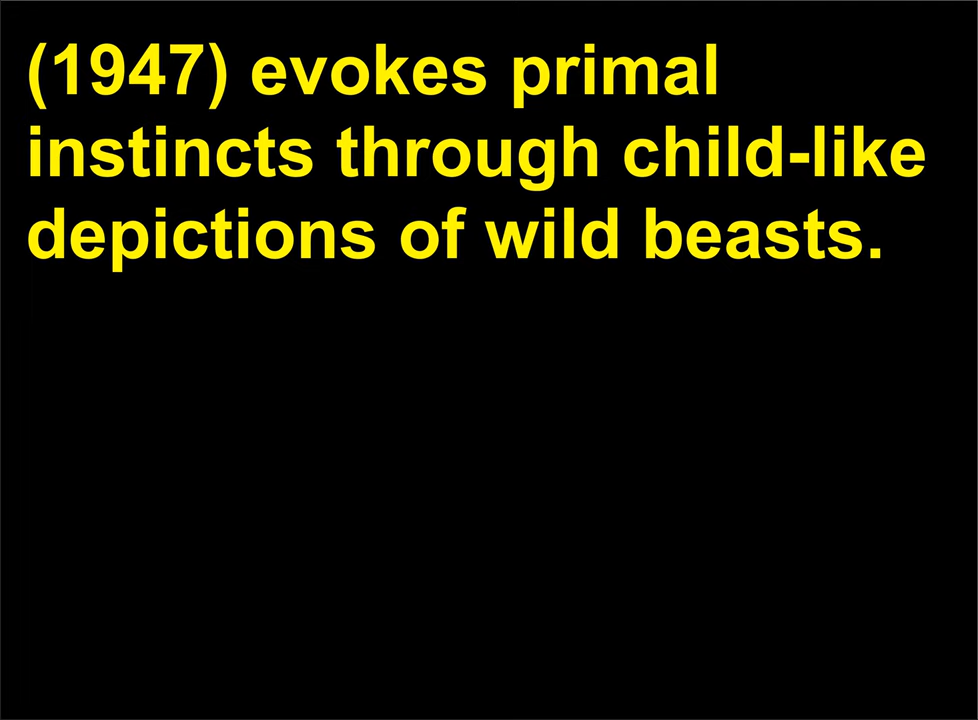 (1947) evokes primal
instincts through child-like
depictions of wild beasts.